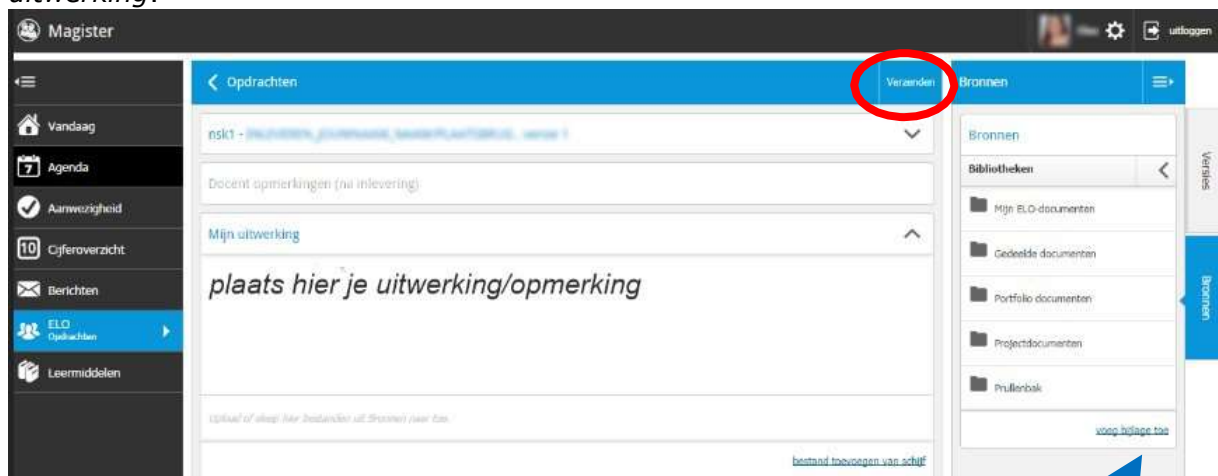 uitwerking.
Magister
uitloggen
Opdrachten
Verzenden
Bronnen
Vandaag
nsk1 -
Bronnen
Versies
7 Agenda
Docent opmerkingen (na inlevering)
Bibliotheken
Aanwezigheid
Mijn ELO-documenten
Mijn uitwerking
10 Cijferoverzicht
Gedeelde documenten
plaats hier je uitwerking/opmerking
Berichten
Portfolio documenten
Bronnen
ELO
Opdrachten
Projectdocumenten
Leermiddelen
Prullenbak
Upload of sleep hier bestanden uit Bronnen naar toe.
voeg bijlage toe
bestand toevoegen van schijf